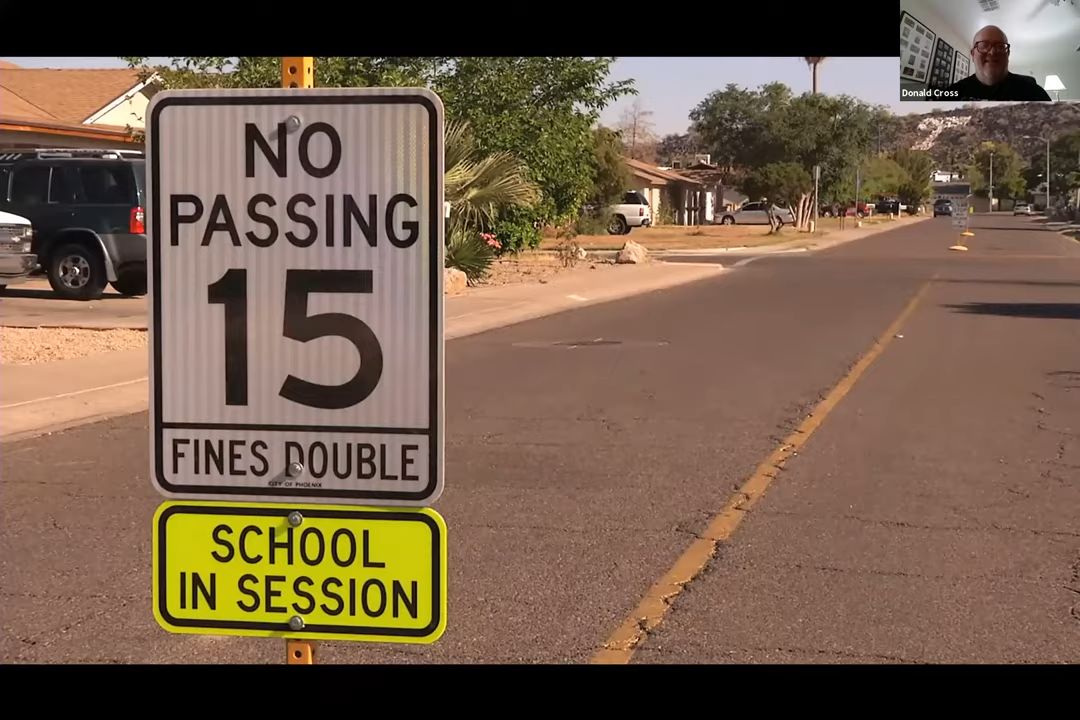 Donald Cross
NO
PASSING
15
FINES DOUBLE
CITY OF PHOENIX
SCHOOL
IN SESSION